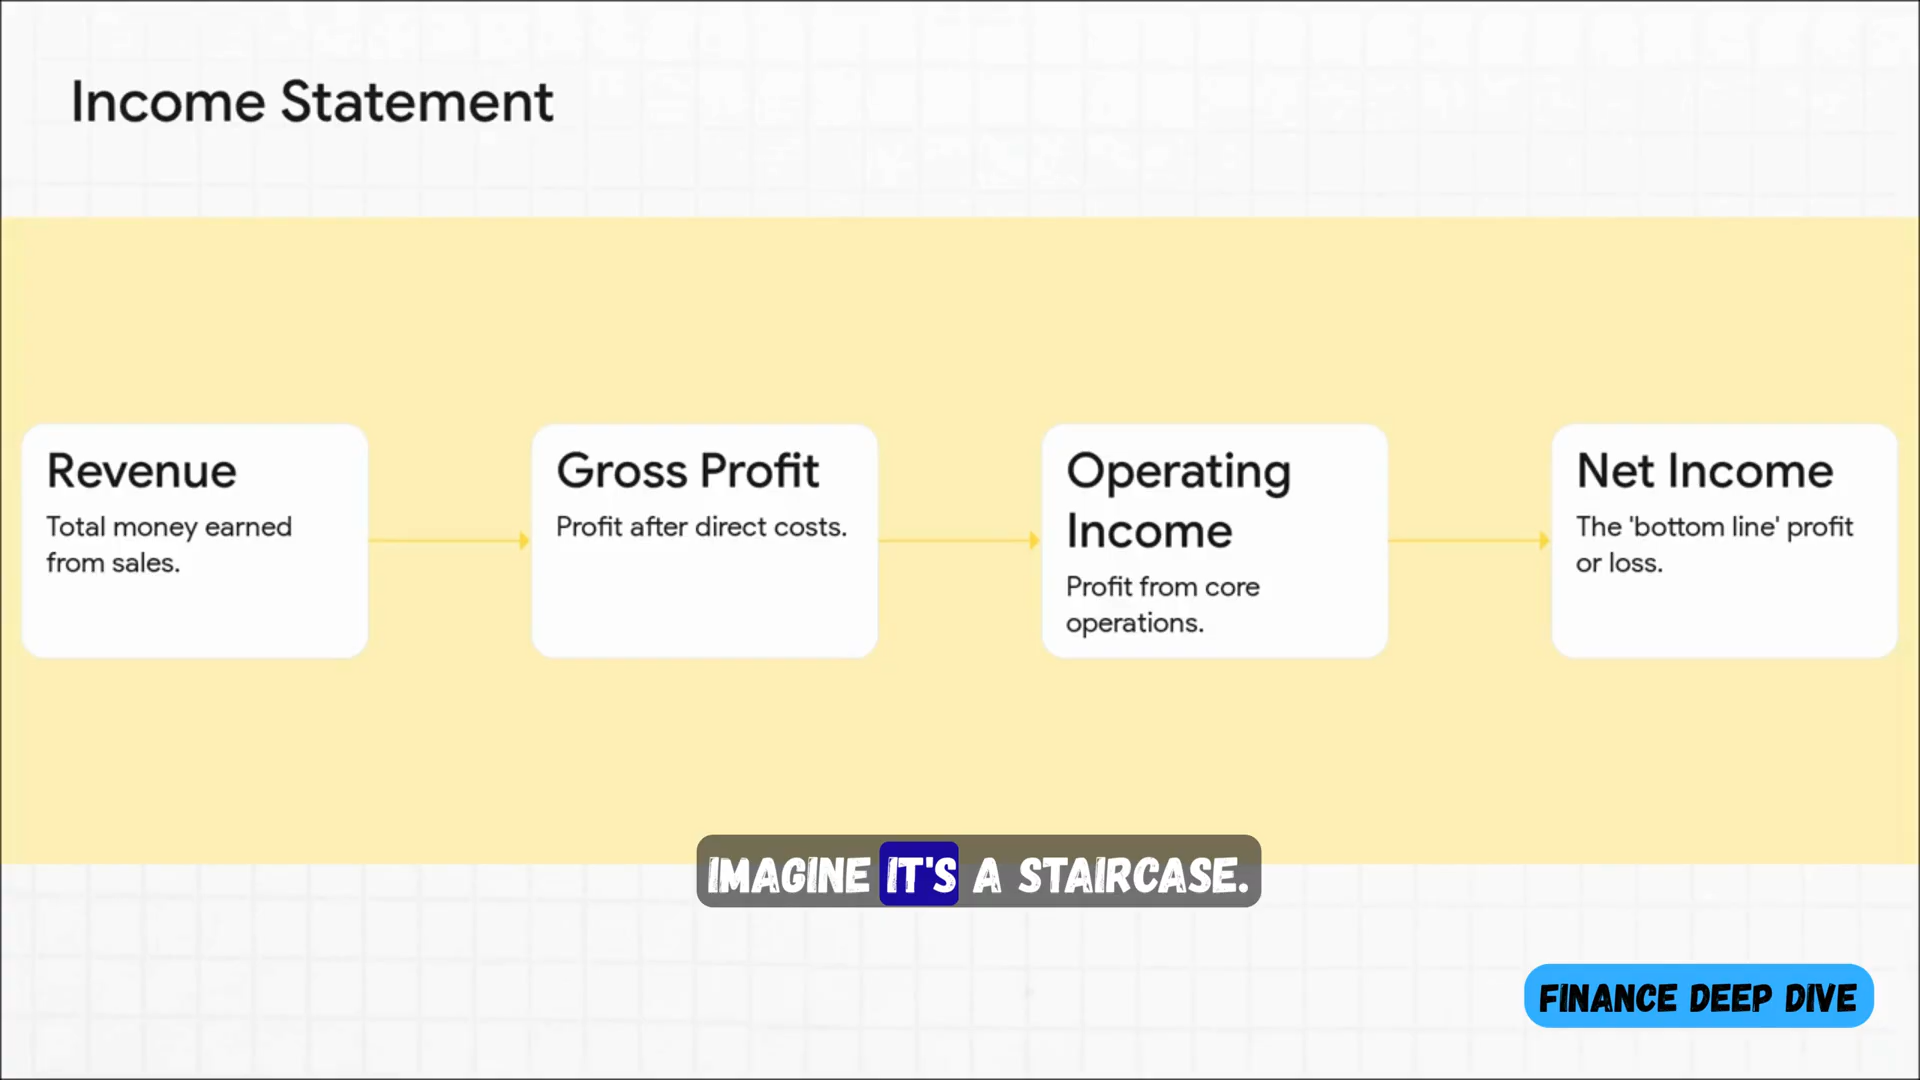 Income Statement
Revenue
Total money earned
from sales.
Gross Profit
Profit after direct costs.
Operating
Income
Profit from core
operations.
Net Income
The 'bottom line' profit
or loss.
IMAGINE IT'S A STAIRCASE.
FINANCE DEEP DIVE